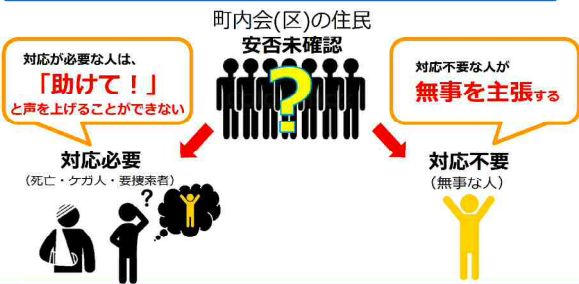 町内会(区)の住民
安否未確認
対応が必要な人は、
「助けて！」
と声を上げることができない
対応不要な人が
無事を主張する
?
対応必要
(死亡・ケガ人・要捜索者)
?
対応不要
(無事な人)